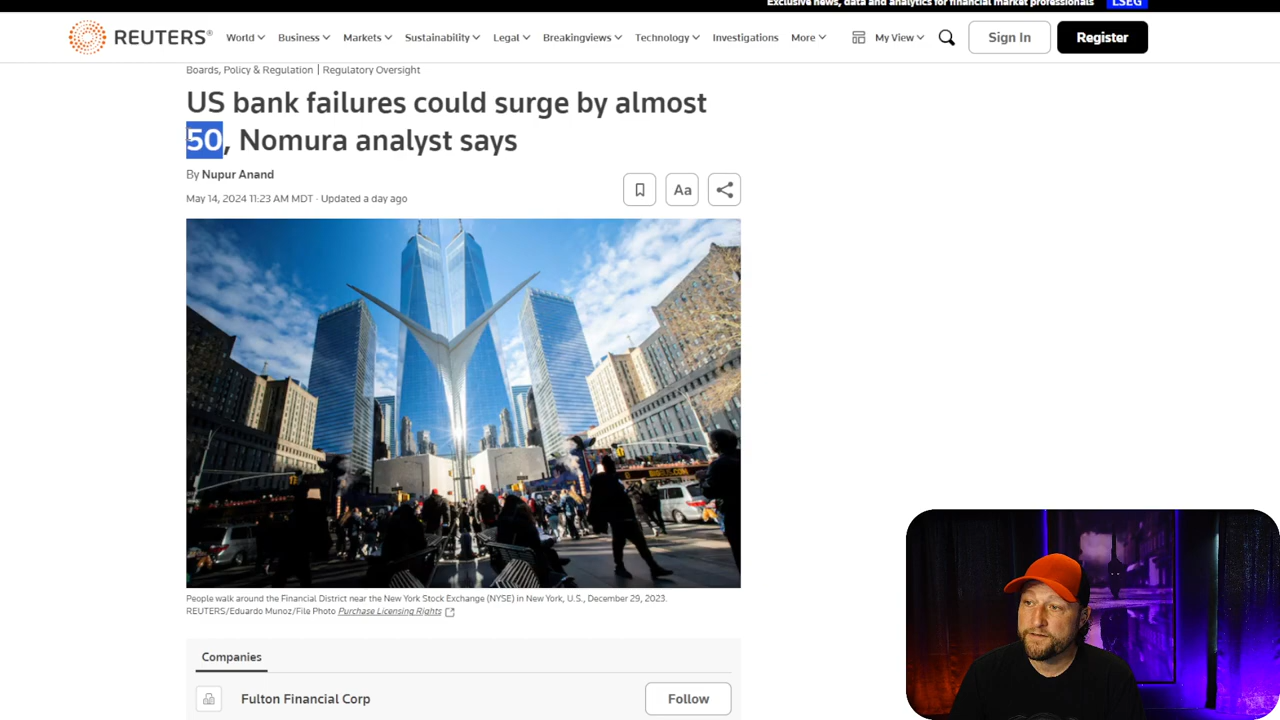 Exclusive news, data and analytics for financial market professionals LSEG
REUTERS® World Business Markets Sustainability Legal Breakingviews Technology Investigations More My View Sign In Register
Boards, Policy & Regulation | Regulatory Oversight
US bank failures could surge by almost
50, Nomura analyst says
By Nupur Anand
May 14, 2024 11:23 AM MDT · Updated a day ago
Aa
People walk around the Financial District near the New York Stock Exchange (NYSE) in New York, U.S., December 29, 2023.
REUTERS/Eduardo Munoz/File Photo Purchase Licensing Rights
Companies
Fulton Financial Corp Follow